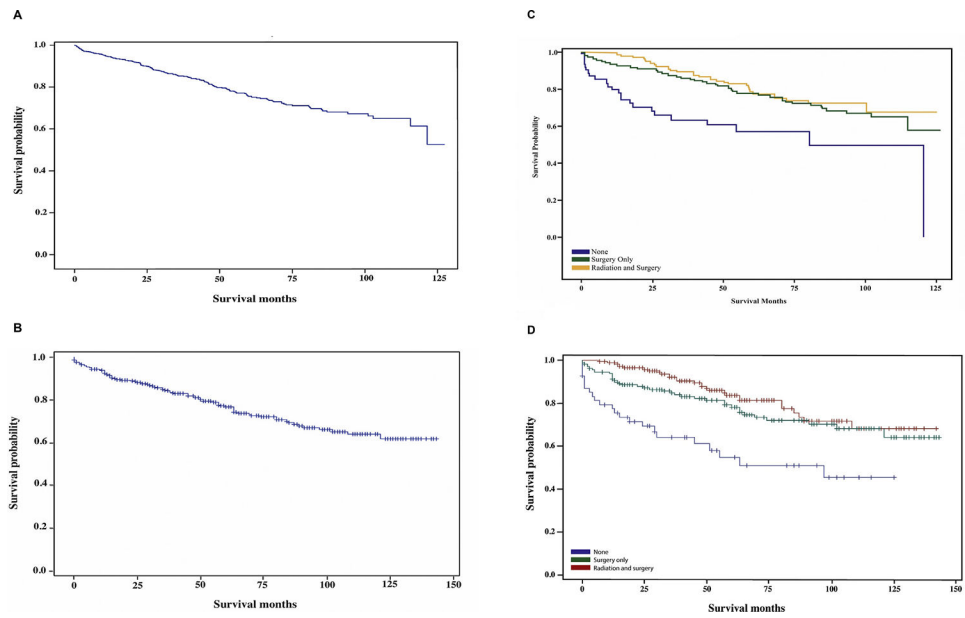 A
1.0
0.8
0.6
0.4
0.2
0.0
Survival probability
0 25 50 75 100 125
Survival months
B
1.0
0.8
0.6
0.4
0.2
0.0
Survival probability
0 25 50 75 100 125 150
Survival months
C
1.0
0.8
0.6
0.4
0.2
0.0
Survival Probability
None
Surgery Only
Radiation and Surgery
0 25 50 75 100 126
Survival Months
D
1.0
0.8
0.6
0.4
0.2
0.0
Survival probability
None
Surgery only
Radiation and surgery
0 25 50 75 100 125 150
Survival months